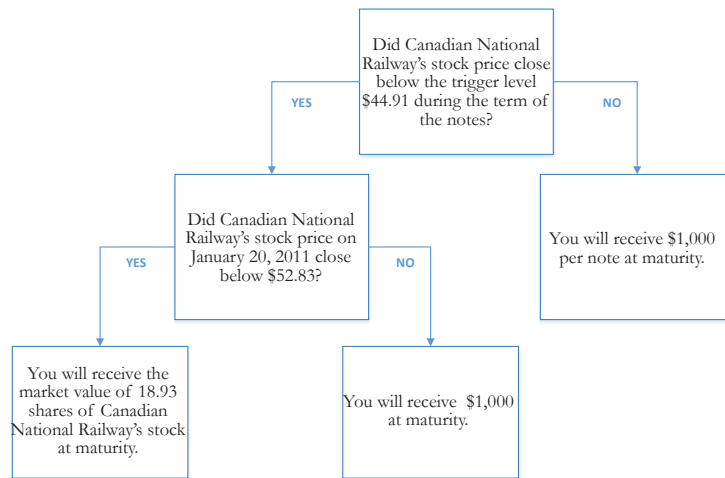 Did Canadian National
Railway's stock price close
below the trigger level
$44.91 during the term of
the notes?
YES
NO
Did Canadian National
Railway's stock price on
January 20, 2011 close
below $52.83?
You will receive $1,000
per note at maturity.
YES
NO
You will receive the
market value of 18.93
shares of Canadian
National Railway's stock
at maturity.
You will receive $1,000
at maturity.